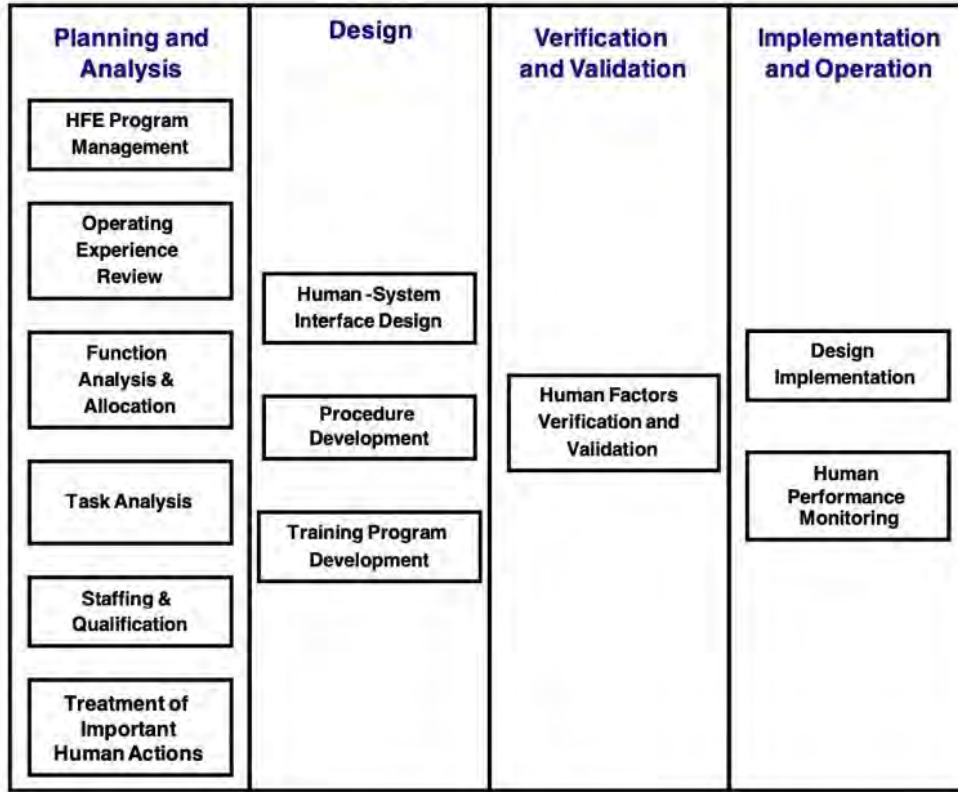 Planning and
Analysis
HFE Program
Management
Operating
Experience
Review
Function
Analysis &
Allocation
Task Analysis
Staffing &
Qualification
Treatment of
Important
Human Actions
Design
Human -System
Interface Design
Procedure
Development
Training Program
Development
Verification
and Validation
Human Factors
Verification and
Validation
Implementation
and Operation
Design
Implementation
Human
Performance
Monitoring